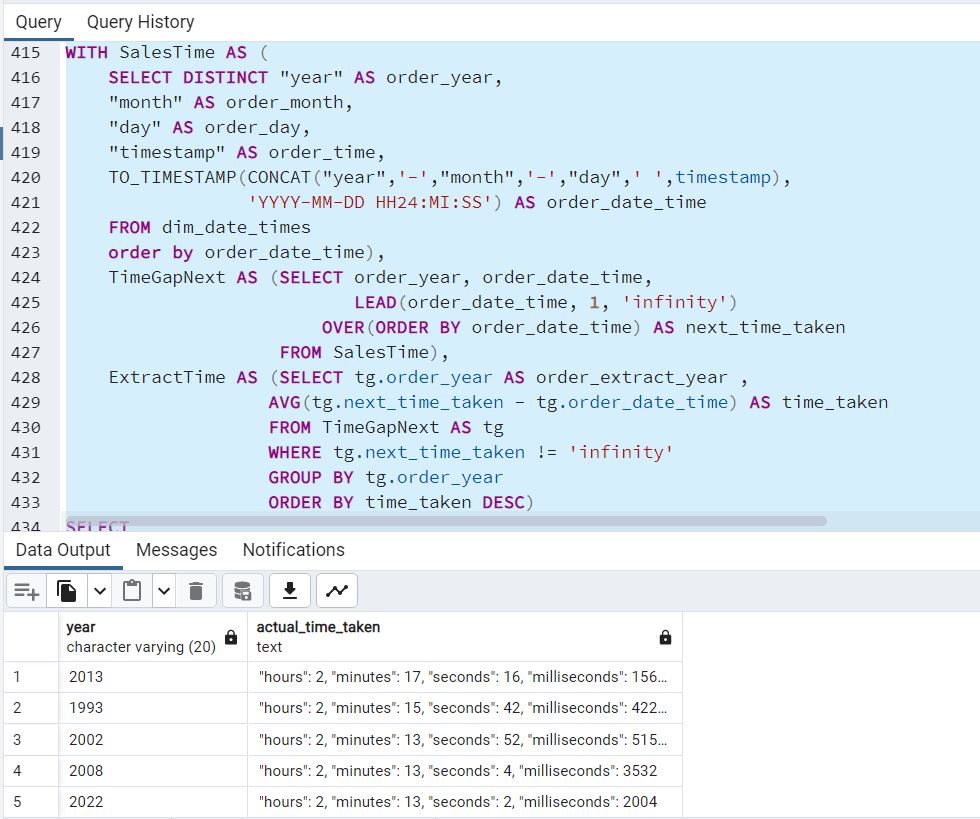 Query Query History
415 WITH SalesTime AS (
416 SELECT DISTINCT "year" AS order_year,
417 "month" AS order_month,
418 "day" AS order_day,
419 "timestamp" AS order_time,
420 TO_TIMESTAMP(CONCAT("year",'-',"month",'-',"day",' ',timestamp),
421 'YYYY-MM-DD HH24:MI:SS') AS order_date_time
422 FROM dim_date_times
423 order by order_date_time),
424 TimeGapNext AS (SELECT order_year, order_date_time,
425 LEAD(order_date_time, 1, 'infinity')
426 OVER(ORDER BY order_date_time) AS next_time_taken
427 FROM SalesTime),
428 ExtractTime AS (SELECT tg.order_year AS order_extract_year ,
429 AVG(tg.next_time_taken - tg.order_date_time) AS time_taken
430 FROM TimeGapNext AS tg
431 WHERE tg.next_time_taken != 'infinity'
432 GROUP BY tg.order_year
433 ORDER BY time_taken DESC)
434 SELECT
Data Output Messages Notifications
year actual_time_taken
character varying (20) text
1 2013 "hours": 2, "minutes": 17, "seconds": 16, "milliseconds": 156...
2 1993 "hours": 2, "minutes": 15, "seconds": 42, "milliseconds": 422...
3 2002 "hours": 2, "minutes": 13, "seconds": 52, "milliseconds": 515...
4 2008 "hours": 2, "minutes": 13, "seconds": 4, "milliseconds": 3532
5 2022 "hours": 2, "minutes": 13, "seconds": 2, "milliseconds": 2004